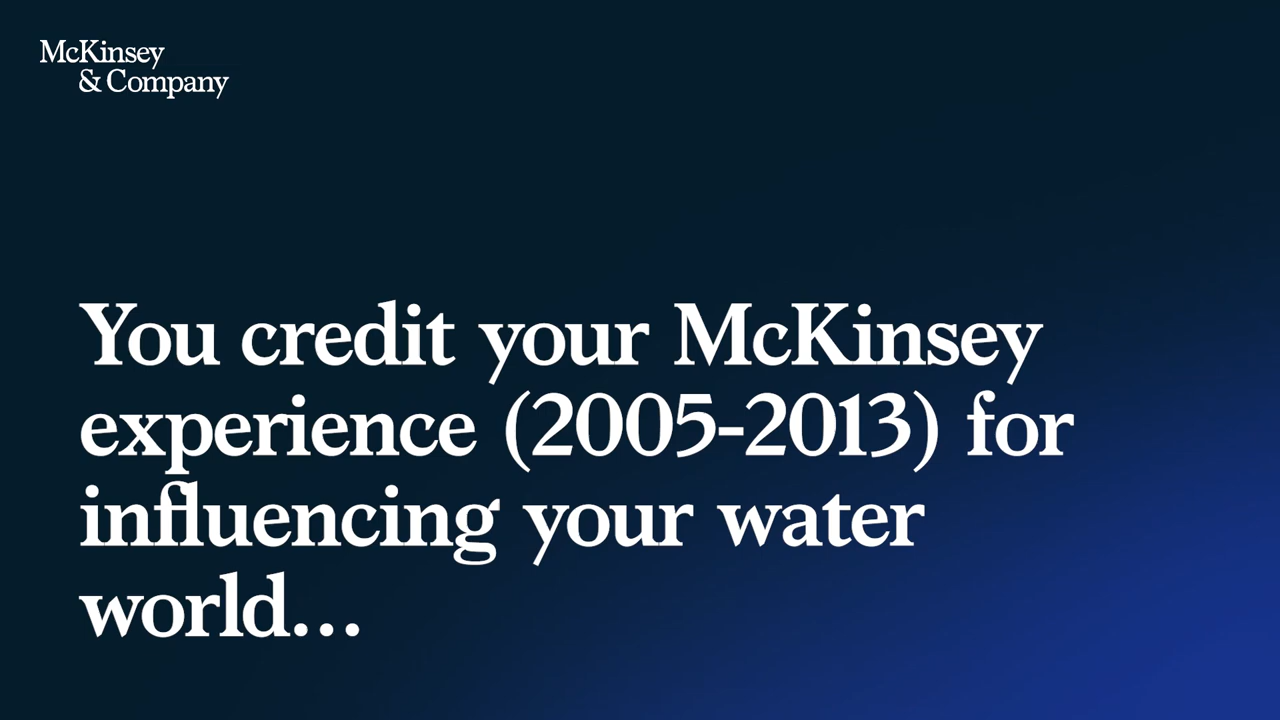 McKinsey
& Company
You credit your McKinsey
experience (2005-2013) for
influencing your water
world...